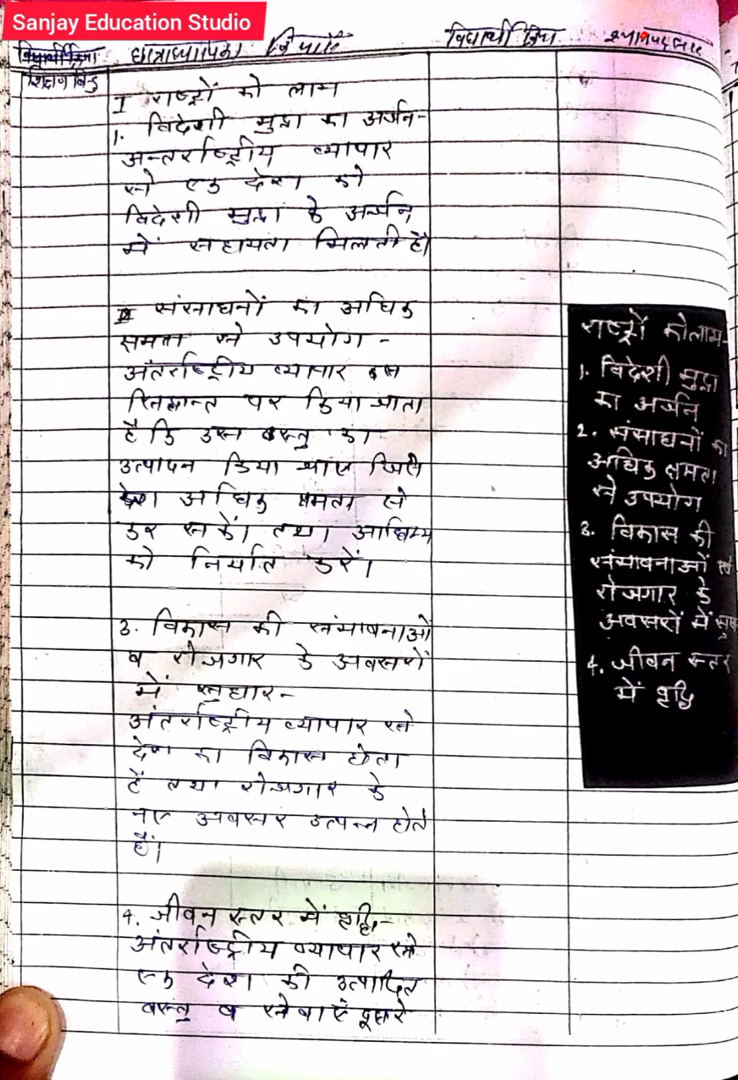 Sanjay Education Studio
विद्यार्थी क्रिया
शिक्षण बिन्दु
छात्राध्यापिका क्रियाएँ
विद्यार्थी क्रिया
श्यामपट्ट सार
I राष्ट्रों को लाभ
1. विदेशी मुद्रा का अर्जन-
अन्तर्राष्ट्रीय व्यापार
से एक देश को
विदेशी मुद्रा के अर्जन
में सहायता मिलती है।
संसाधनों का अधिक
क्षमता से उपयोग -
अंतर्राष्ट्रीय व्यापार इस
सिद्धान्त पर किया जाता
है कि उस वस्तु का
उत्पादन किया जाए जिसे
देश अधिक क्षमता से
कर सकें। तथा आधिक्य
को निर्यात करें।
3. विकास की संभावनाओं
व रोजगार के अवसरों
में सुधार-
अंतर्राष्ट्रीय व्यापार से
देश का विकास होता
हैं तथा रोजगार के
नए अवसर उत्पन्न होते
हैं।
4. जीवन स्तर में वृद्धि-
अंतर्राष्ट्रीय व्यापार से
एक देश की उत्पादित
वस्तु व सेवाएं दूसरे
राष्ट्रों को लाभ-
1. विदेशी मुद्रा
का अर्जन
2. संसाधनों का
अधिक क्षमता
से उपयोग
3. विकास की
संभावनाओं एवं
रोजगार के
अवसरों में
4. जीवन स्तर
में वृद्धि